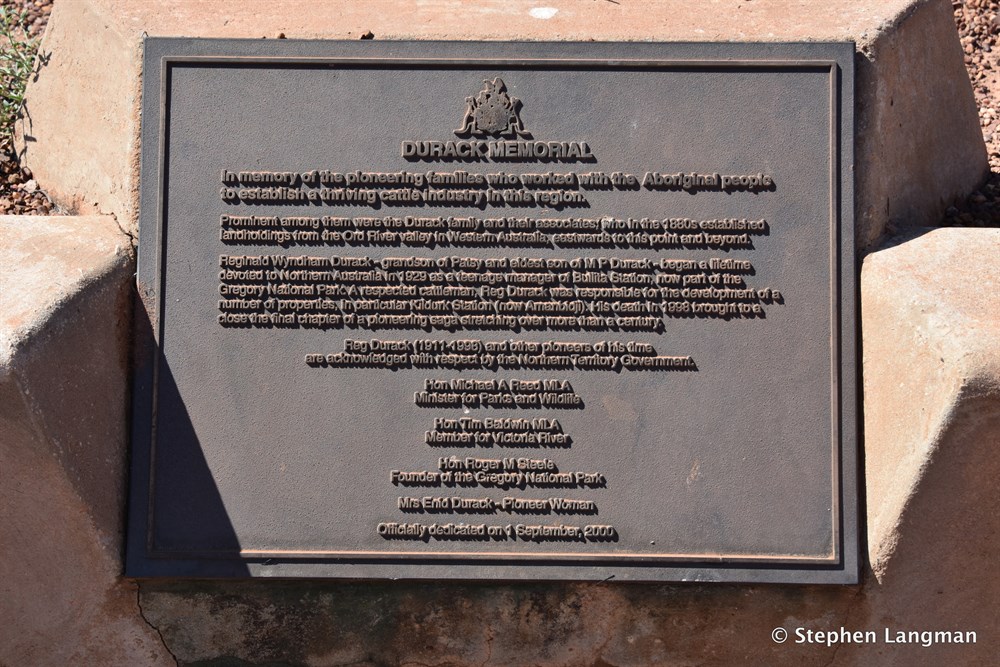 DURACK MEMORIAL
In memory of the pioneering families who worked with the Aboriginal people
to establish a thriving cattle industry in this region.
Prominent among them were the Durack family and their associates, who in the 1880s established
landholdings from the Ord River valley in Western Australia, eastwards to this point and beyond.
Reginald Wyndham Durack - grandson of Patsy and eldest son of M P Durack - began a lifetime
devoted to Northern Australia in 1929 as a teenage manager of Bullita Station, now part of the
Gregory National Park. A respected cattleman, Reg Durack was responsible for the development of a
number of properties, in particular Kildurk Station (now Amanbidji). His death in 1998 brought to a
close the final chapter of a pioneering saga stretching over more than a century.
Reg Durack (1911-1998) and other pioneers of his time
are acknowledged with respect by the Northern Territory Government.
Hon Michael A Reed MLA
Minister for Parks and Wildlife
Hon Tim Baldwin MLA
Member for Victoria River
Hon Roger M Steele
Founder of the Gregory National Park
Mrs Enid Durack - Pioneer Woman
Officially dedicated on 1 September, 2000
© Stephen Langman